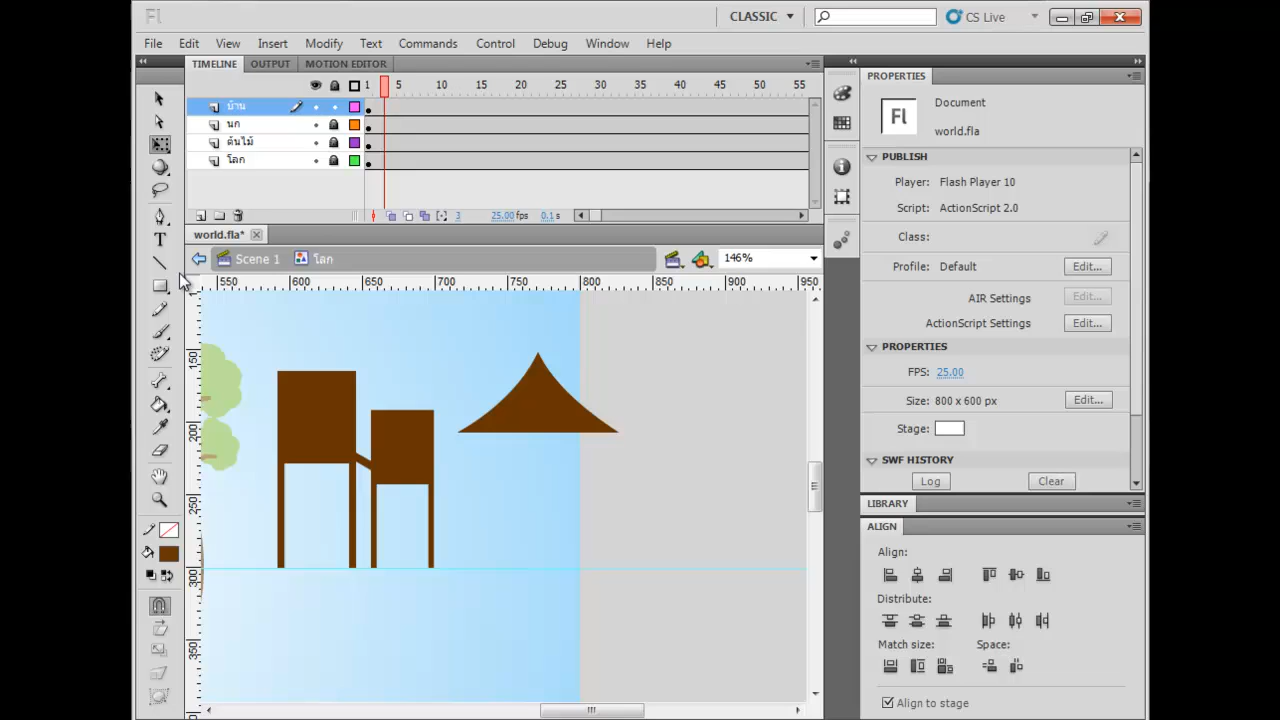 Fl CLASSIC CS Live
File Edit View Insert Modify Text Commands Control Debug Window Help
TIMELINE OUTPUT MOTION EDITOR
1 5 10 15 20 25 30 35 40 45 50 55
บ้าน
นก
ต้นไม้
โลก
3 25.00 fps 0.1 s
world.fla*
Scene 1 โลก 146%
550 600 650 700 750 800 850 900 950
150
200
250
300
350
PROPERTIES
Fl Document
world.fla
PUBLISH
Player: Flash Player 10
Script: ActionScript 2.0
Class:
Profile: Default Edit...
AIR Settings Edit...
ActionScript Settings Edit...
PROPERTIES
FPS: 25.00
Size: 800 x 600 px Edit...
Stage:
SWF HISTORY
Log Clear
LIBRARY
ALIGN
Align:
Distribute:
Match size: Space:
Align to stage